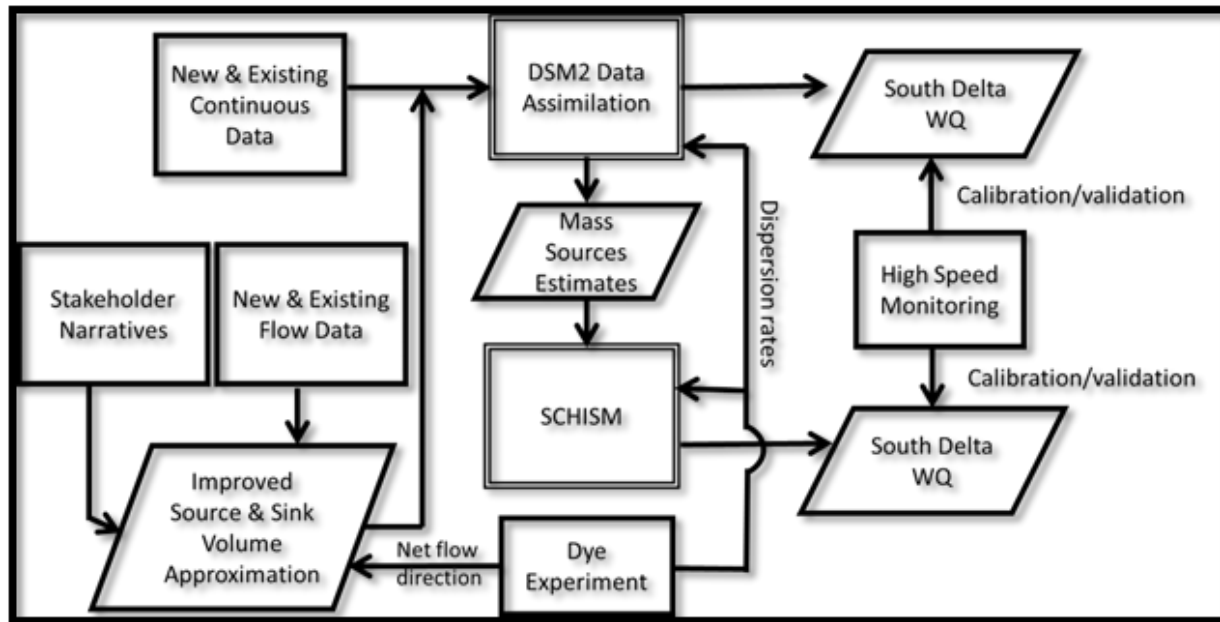 New & Existing
Continuous
Data
DSM2 Data
Assimilation
South Delta
WQ
Calibration/validation
Mass
Sources
Estimates
Dispersion rates
High Speed
Monitoring
Stakeholder
Narratives
New & Existing
Flow Data
Calibration/validation
SCHISM
South Delta
WQ
Improved
Source & Sink
Volume
Approximation
Net flow
direction
Dye
Experiment